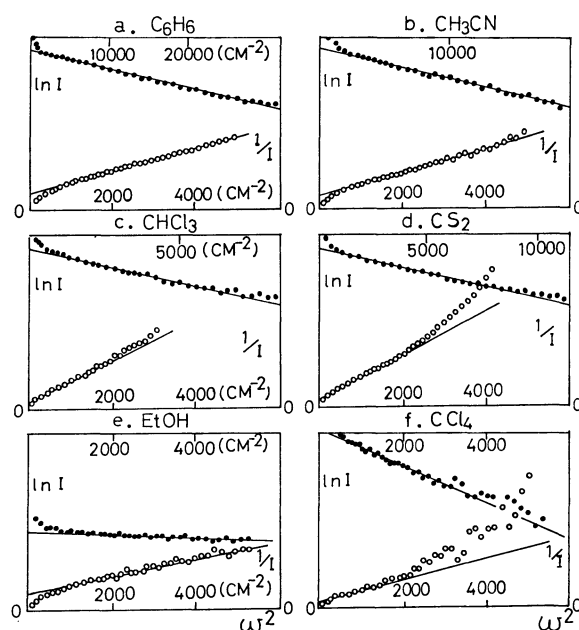 a. C6H6
b. CH3CN
10000 20000 (CM-2)
10000
ln I
ln I
1/I
1/I
2000 4000 (CM-2) 0
2000 4000 0
c. CHCl3
d. CS2
5000 (CM-2)
5000 10000
ln I
ln I
1/I
1/I
2000 4000 (CM-2) 0
2000 4000 0
e. EtOH
f. CCl4
2000 4000 (CM-2)
2000 4000
ln I
ln I
1/I
1/I
0 2000 4000 (CM-2) 0
2000 4000 0
ω2
ω2